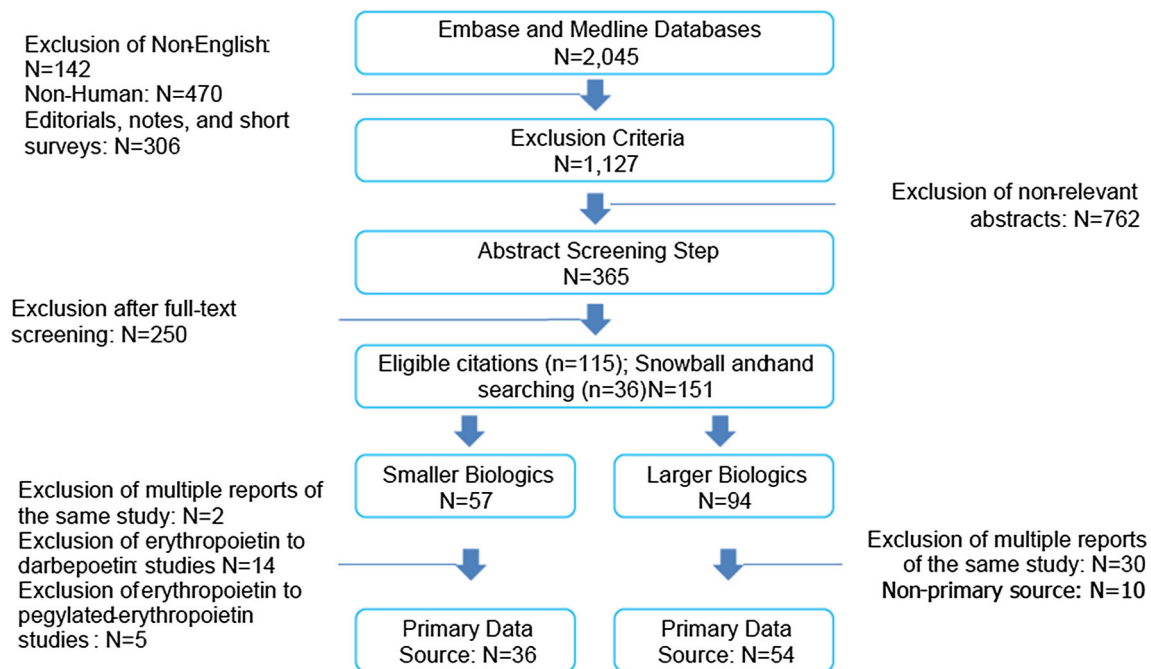 Embase and Medline Databases
N=2,045
Exclusion of Non-English:
N=142
Non-Human: N=470
Editorials, notes, and short
surveys: N=306
Exclusion Criteria
N=1,127
Exclusion of non-relevant
abstracts: N=762
Abstract Screening Step
N=365
Exclusion after full-text
screening: N=250
Eligible citations (n=115); Snowball andhand
searching (n=36)N=151
Smaller Biologics
N=57
Larger Biologics
N=94
Exclusion of multiple reports of
the same study: N=2
Exclusion of erythropoietin to
darbepoetin: studies N=14
Exclusion of erythropoietin to
pegylated-erythropoietin
studies : N=5
Exclusion of multiple reports
of the same study: N=30
Non-primary source: N=10
Primary Data
Source: N=36
Primary Data
Source: N=54